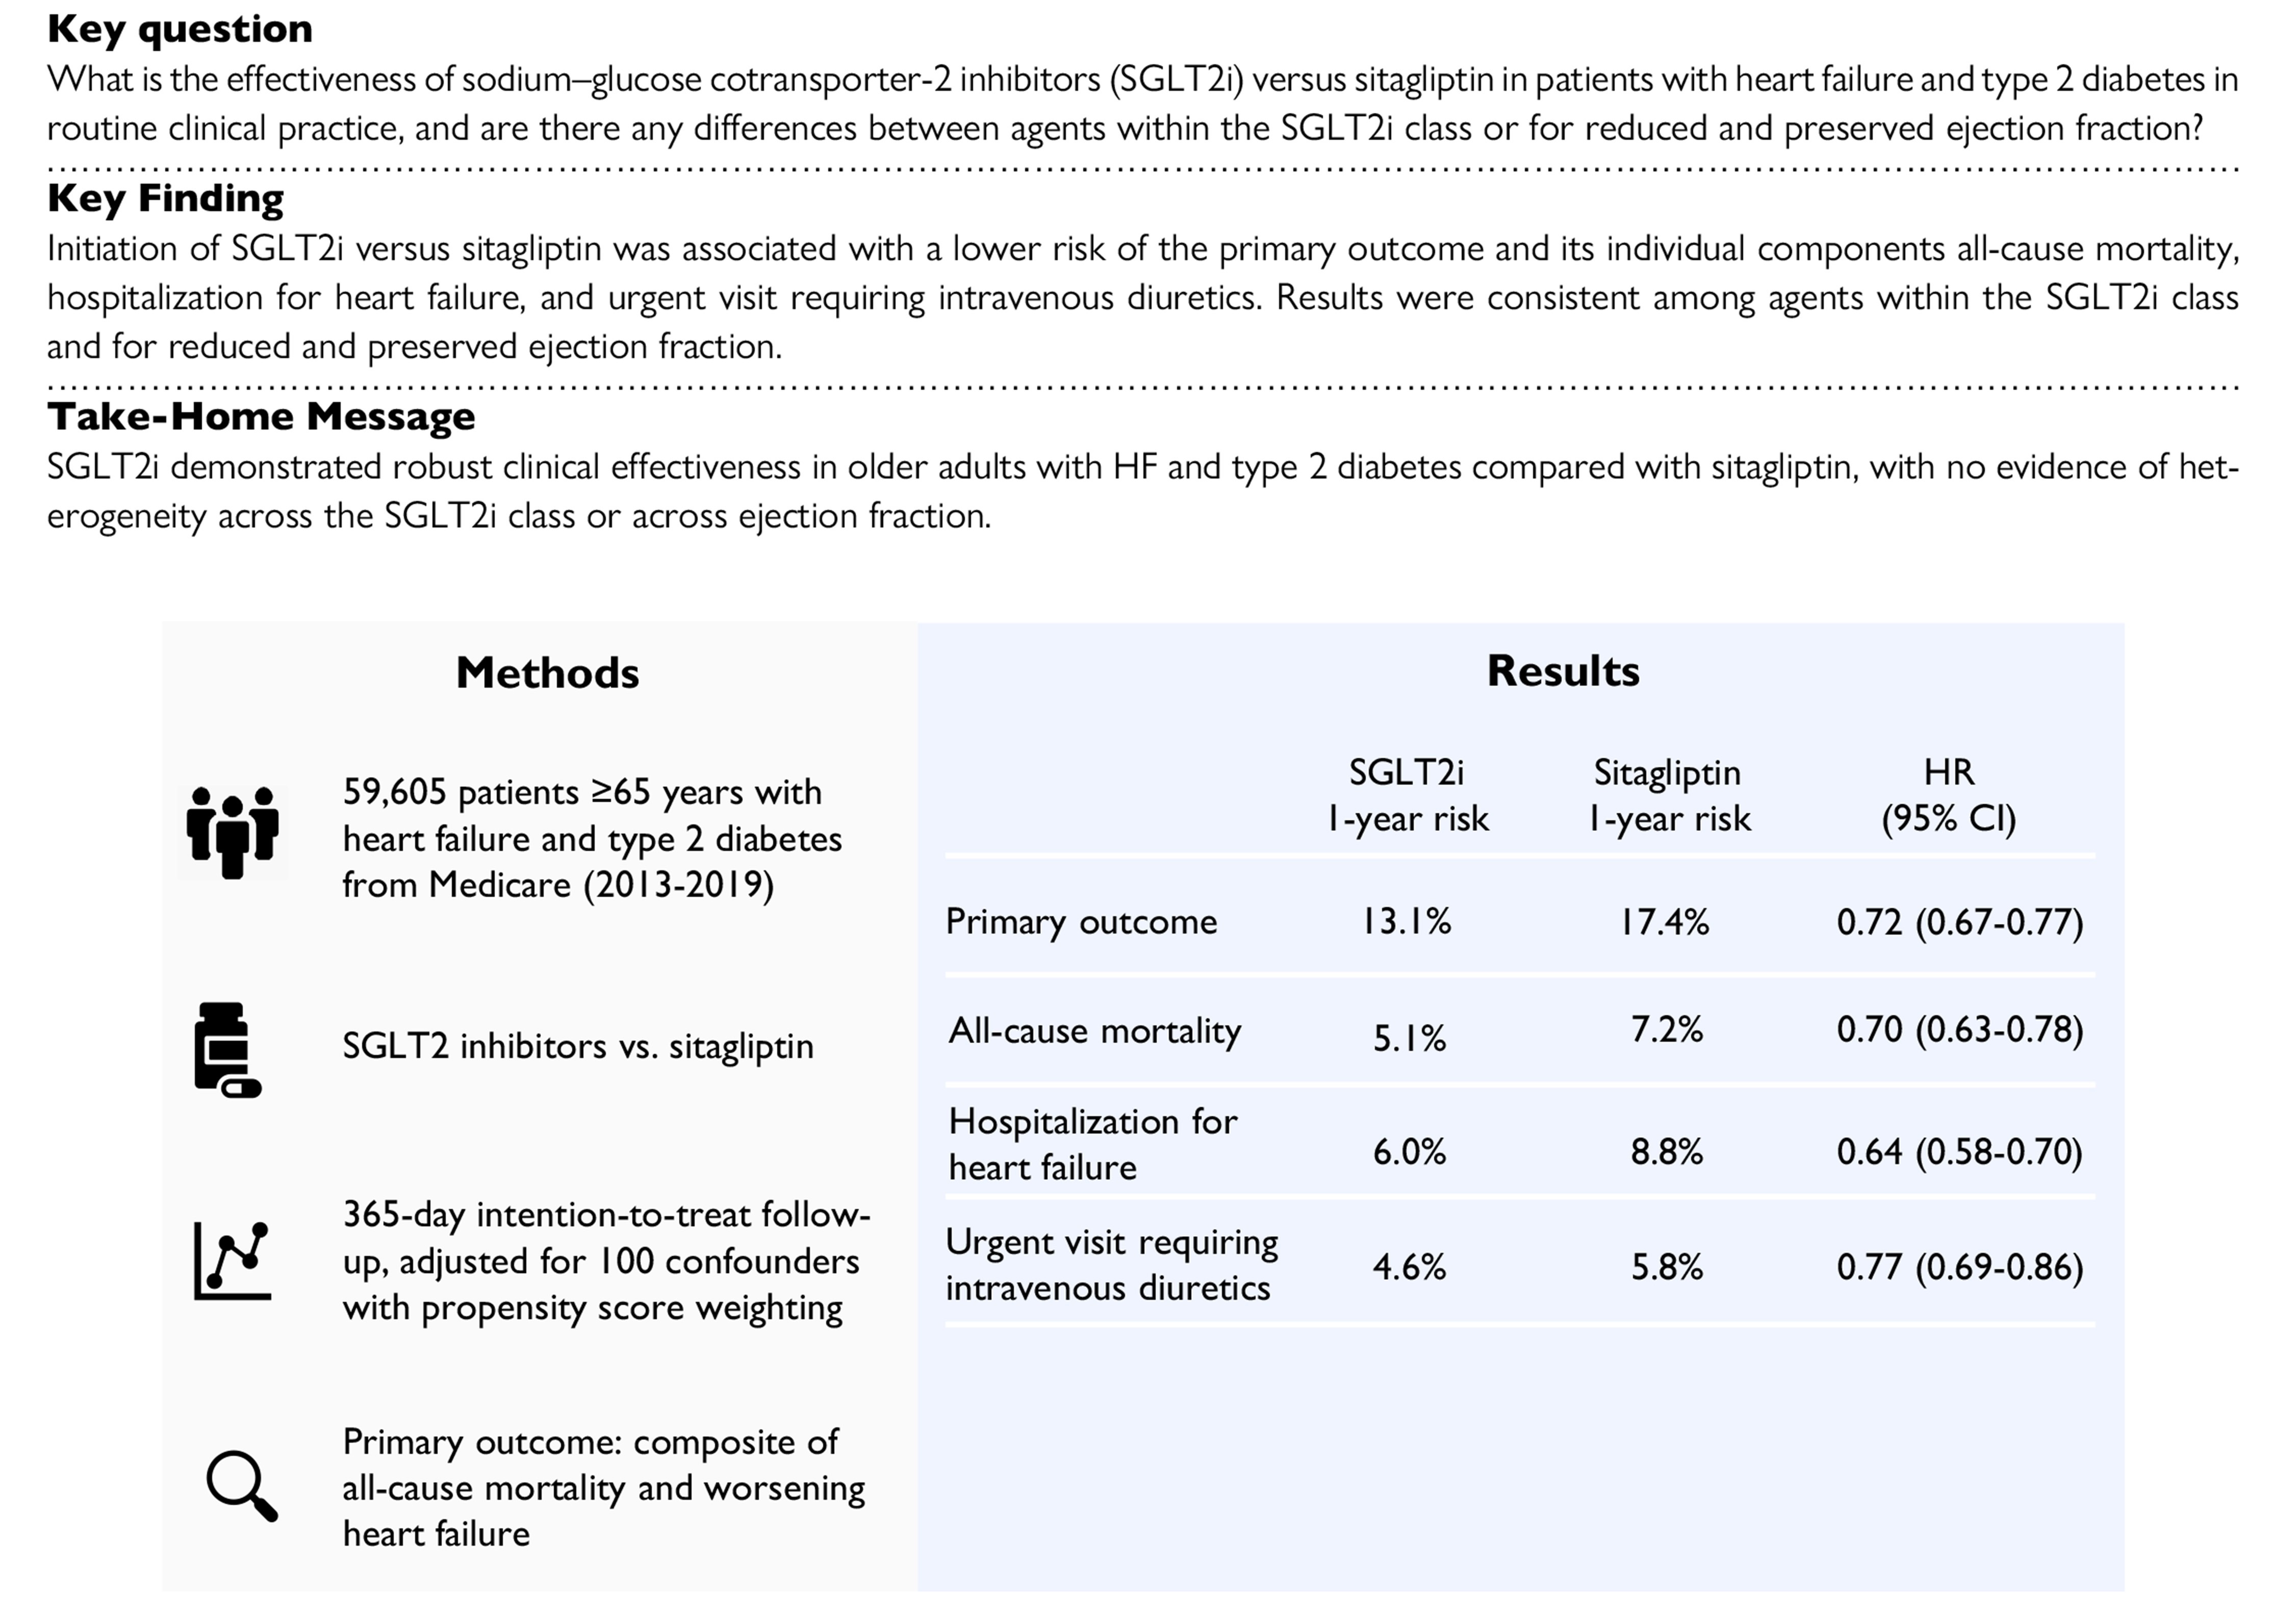 Key question
What is the effectiveness of sodium–glucose cotransporter-2 inhibitors (SGLT2i) versus sitagliptin in patients with heart failure and type 2 diabetes in
routine clinical practice, and are there any differences between agents within the SGLT2i class or for reduced and preserved ejection fraction?
Key Finding
Initiation of SGLT2i versus sitagliptin was associated with a lower risk of the primary outcome and its individual components all-cause mortality,
hospitalization for heart failure, and urgent visit requiring intravenous diuretics. Results were consistent among agents within the SGLT2i class
and for reduced and preserved ejection fraction.
Take-Home Message
SGLT2i demonstrated robust clinical effectiveness in older adults with HF and type 2 diabetes compared with sitagliptin, with no evidence of het-
erogeneity across the SGLT2i class or across ejection fraction.
Methods
59,605 patients ≥65 years with
heart failure and type 2 diabetes
from Medicare (2013-2019)
SGLT2 inhibitors vs. sitagliptin
365-day intention-to-treat follow-
up, adjusted for 100 confounders
with propensity score weighting
Primary outcome: composite of
all-cause mortality and worsening
heart failure
Results
SGLT2i Sitagliptin HR
1-year risk 1-year risk (95% CI)
Primary outcome 13.1% 17.4% 0.72 (0.67-0.77)
All-cause mortality 5.1% 7.2% 0.70 (0.63-0.78)
Hospitalization for
heart failure 6.0% 8.8% 0.64 (0.58-0.70)
Urgent visit requiring
intravenous diuretics 4.6% 5.8% 0.77 (0.69-0.86)